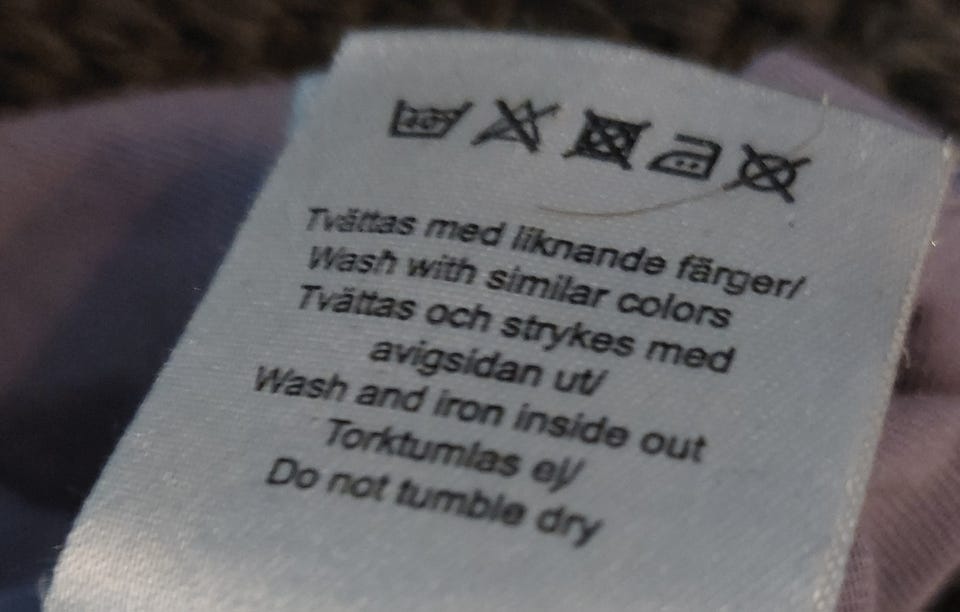 40
Tvättas med liknande färger/
Wash with similar colors
Tvättas och strykes med
avigsidan ut/
Wash and iron inside out
Torktumlas ej/
Do not tumble dry